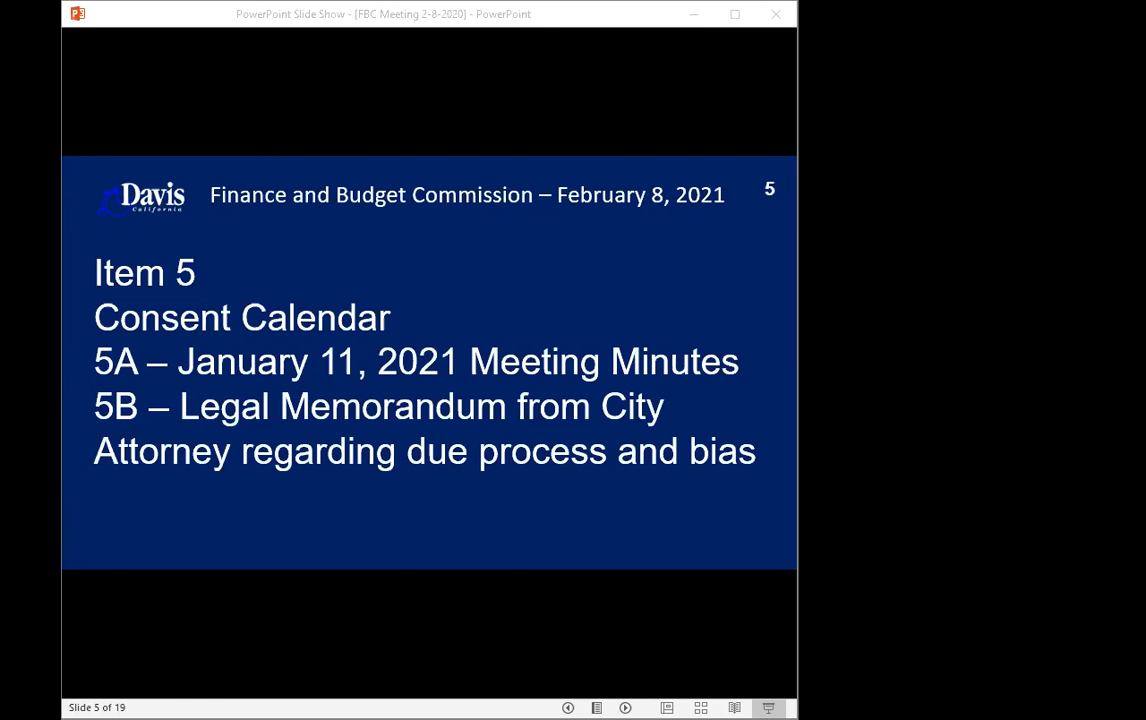 PowerPoint Slide Show - [FBC Meeting 2-8-2020] - PowerPoint
Davis
California
Finance and Budget Commission – February 8, 2021
5
Item 5
Consent Calendar
5A – January 11, 2021 Meeting Minutes
5B – Legal Memorandum from City
Attorney regarding due process and bias
Slide 5 of 19